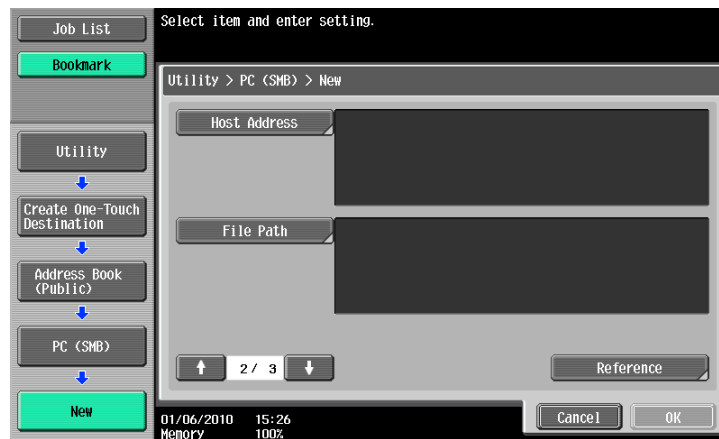 Job List
Bookmark
Utility
Create One-Touch
Destination
Address Book
(Public)
PC (SMB)
New
Select item and enter setting.
Utility > PC (SMB) > New
Host Address
File Path
2/ 3
Reference
01/06/2010 15:26
Memory 100%
Cancel
OK